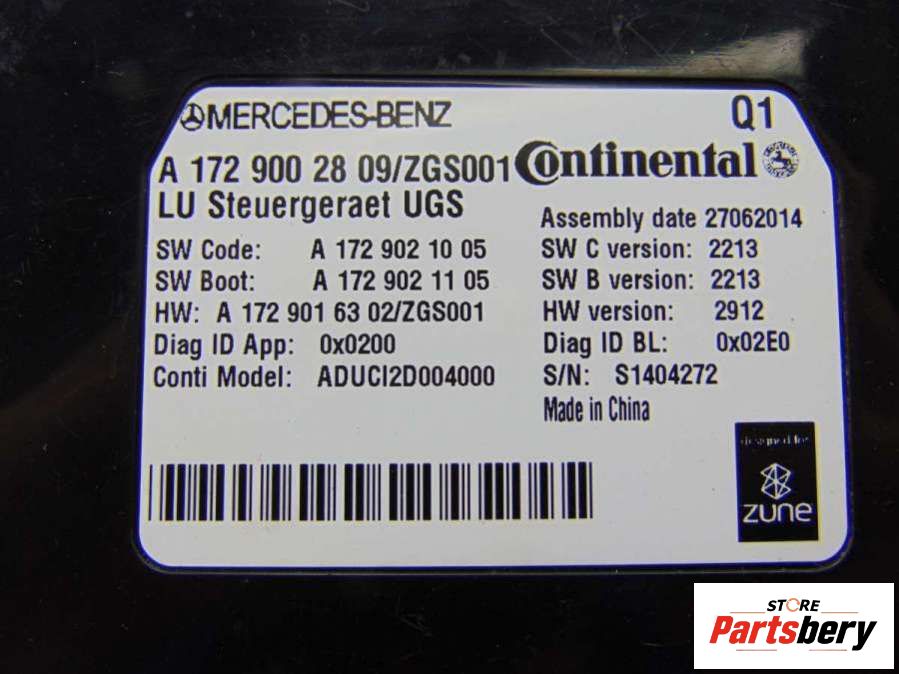 MERCEDES-BENZ Q1
A 172 900 28 09/ZGS001 Continental
LU Steuergeraet UGS
Assembly date 27062014
SW Code: A 172 902 10 05 SW C version: 2213
SW Boot: A 172 902 11 05 SW B version: 2213
HW: A 172 901 63 02/ZGS001 HW version: 2912
Diag ID App: 0x0200 Diag ID BL: 0x02E0
Conti Model: ADUCI2D004000 S/N: S1404272
Made in China
designed for
zune
STORE
Partsbery